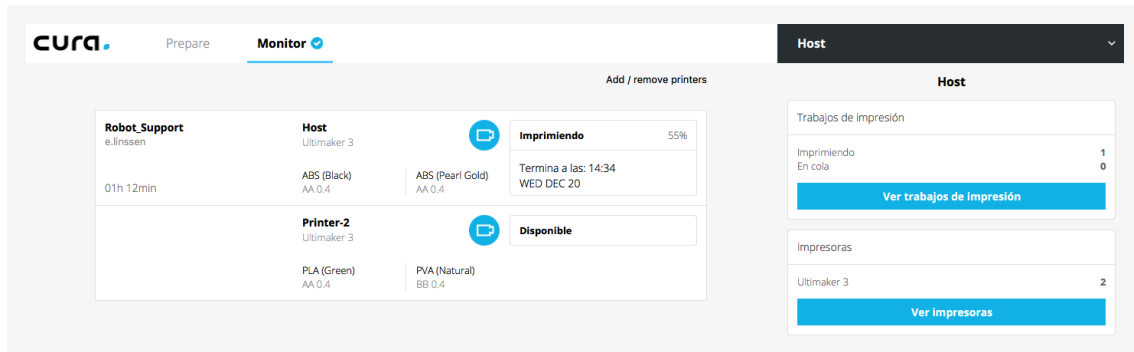 cura.
Prepare
Monitor
Host
Add / remove printers
Robot_Support
e.linssen
01h 12min
Host
Ultimaker 3
ABS (Black)
AA 0.4
ABS (Pearl Gold)
AA 0.4
Imprimiendo 55%
Termina a las: 14:34
WED DEC 20
Printer-2
Ultimaker 3
PLA (Green)
AA 0.4
PVA (Natural)
BB 0.4
Disponible
Host
Trabajos de impresión
Imprimiendo 1
En cola 0
Ver trabajos de impresión
Impresoras
Ultimaker 3 2
Ver impresoras